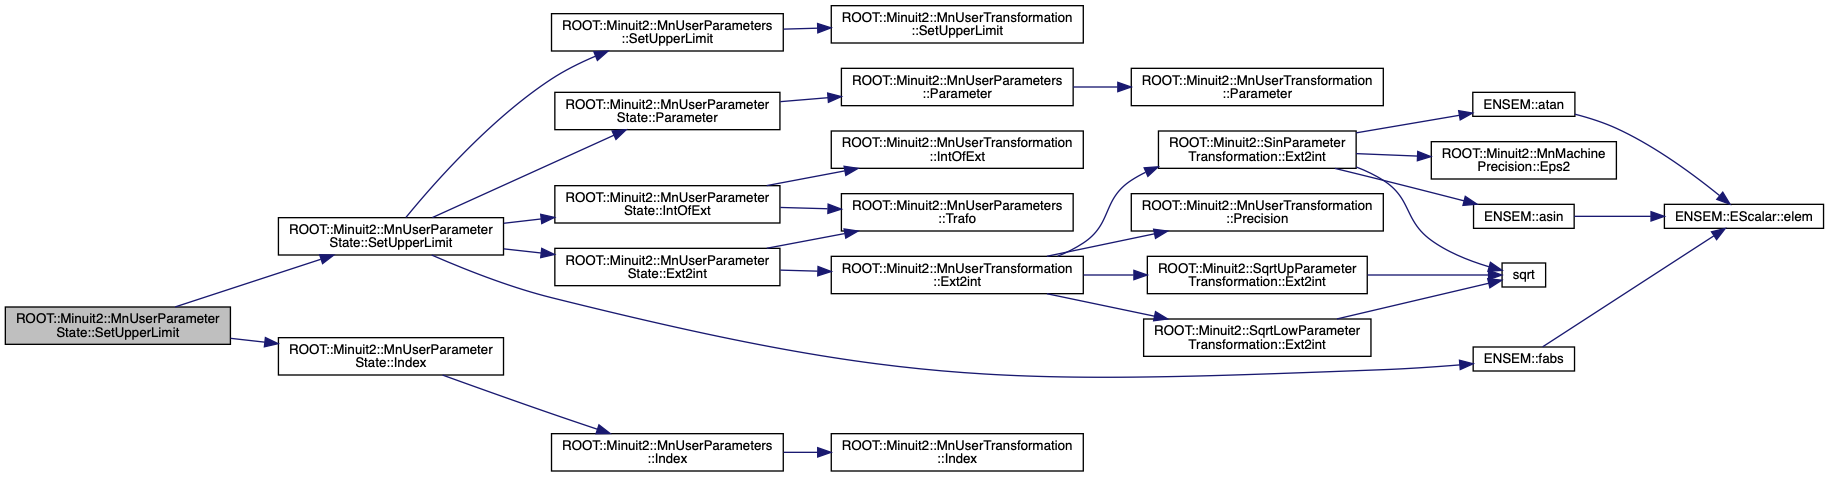 ROOT::Minuit2::MnUserParameter
State::SetUpperLimit
ROOT::Minuit2::MnUserParameter
State::SetUpperLimit
ROOT::Minuit2::MnUserParameter
State::Index
ROOT::Minuit2::MnUserParameters
::SetUpperLimit
ROOT::Minuit2::MnUserParameter
State::Parameter
ROOT::Minuit2::MnUserParameter
State::IntOfExt
ROOT::Minuit2::MnUserParameter
State::Ext2int
ROOT::Minuit2::MnUserParameters
::Index
ROOT::Minuit2::MnUserTransformation
::SetUpperLimit
ROOT::Minuit2::MnUserParameters
::Parameter
ROOT::Minuit2::MnUserTransformation
::IntOfExt
ROOT::Minuit2::MnUserParameters
::Trafo
ROOT::Minuit2::MnUserTransformation
::Ext2int
ROOT::Minuit2::MnUserTransformation
::Index
ROOT::Minuit2::MnUserTransformation
::Parameter
ROOT::Minuit2::SinParameter
Transformation::Ext2int
ROOT::Minuit2::MnUserTransformation
::Precision
ROOT::Minuit2::SqrtUpParameter
Transformation::Ext2int
ROOT::Minuit2::SqrtLowParameter
Transformation::Ext2int
ENSEM::atan
ROOT::Minuit2::MnMachine
Precision::Eps2
ENSEM::asin
sqrt
ENSEM::fabs
ENSEM::EScalar::elem